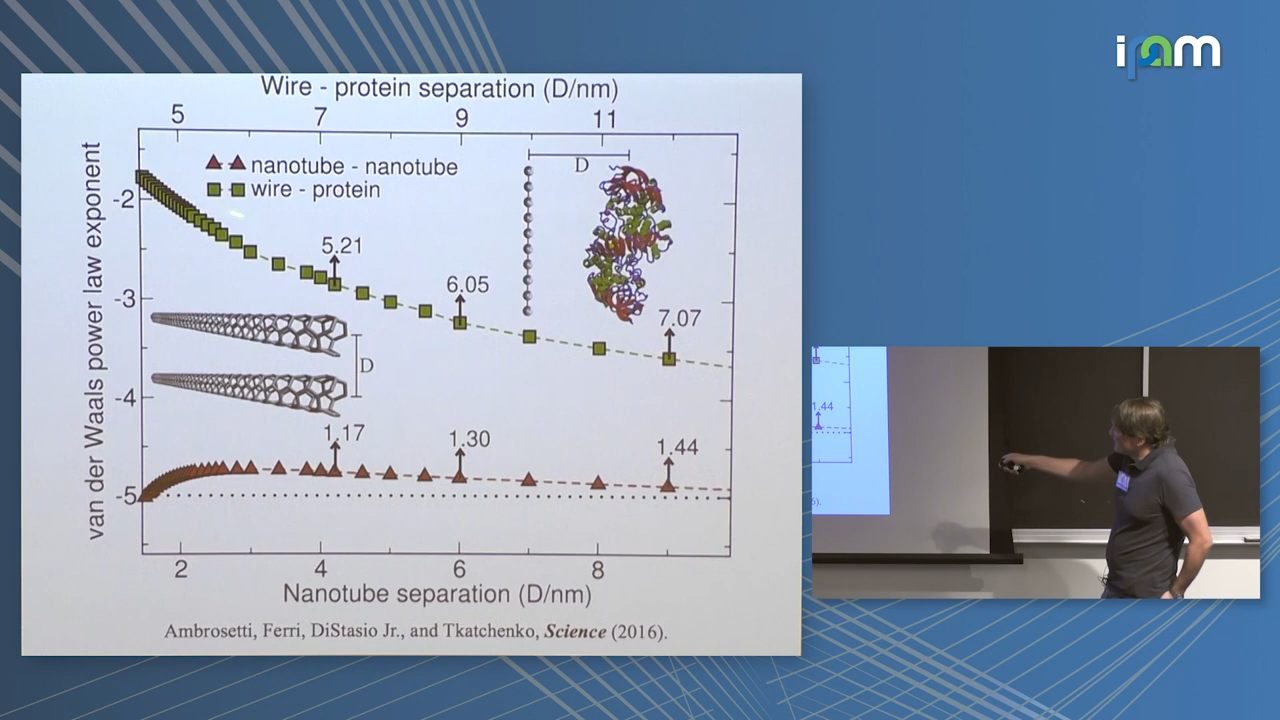 ipam
Wire - protein separation (D/nm)
5 7 9 11
nanotube - nanotube
wire - protein
D
van der Waals power law exponent
-2
-3
-4
-5
5.21
6.05
7.07
D
1.17
1.30
1.44
2 4 6 8
Nanotube separation (D/nm)
Ambrosetti, Ferri, DiStasio Jr., and Tkatchenko, Science (2016).
1.44